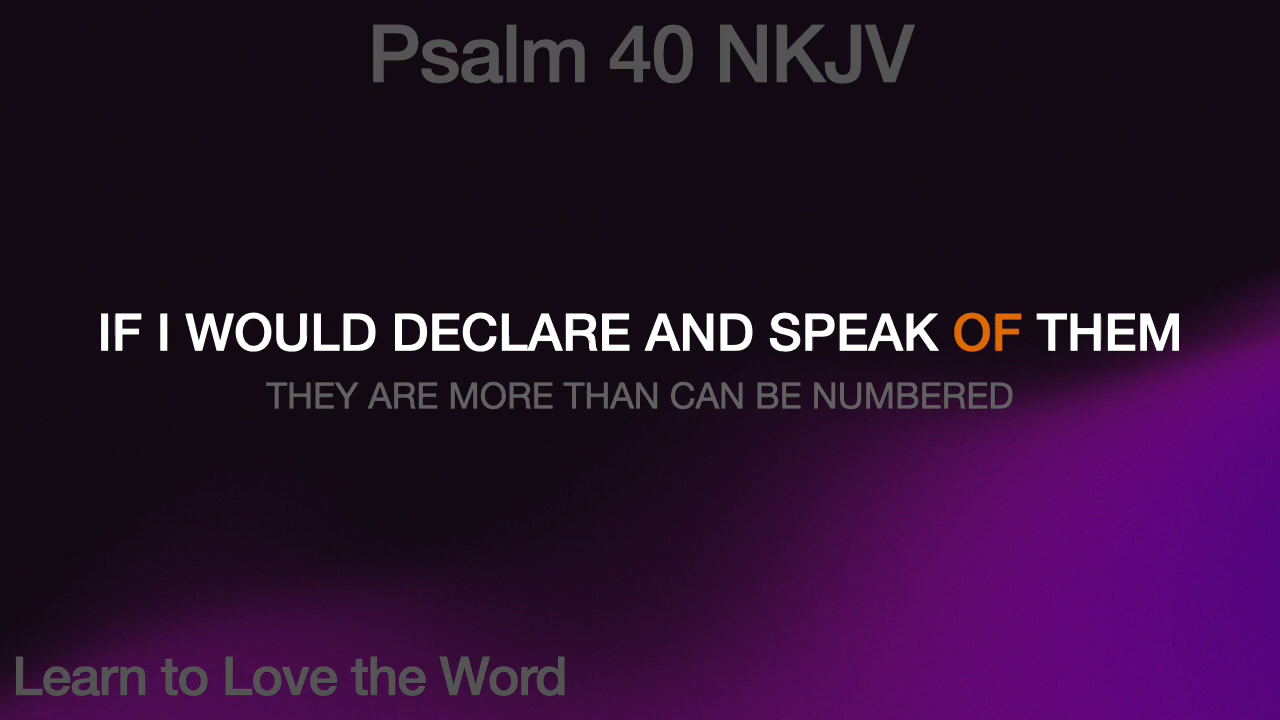 Psalm 40 NKJV
IF I WOULD DECLARE AND SPEAK OF THEM
THEY ARE MORE THAN CAN BE NUMBERED
Learn to Love the Word